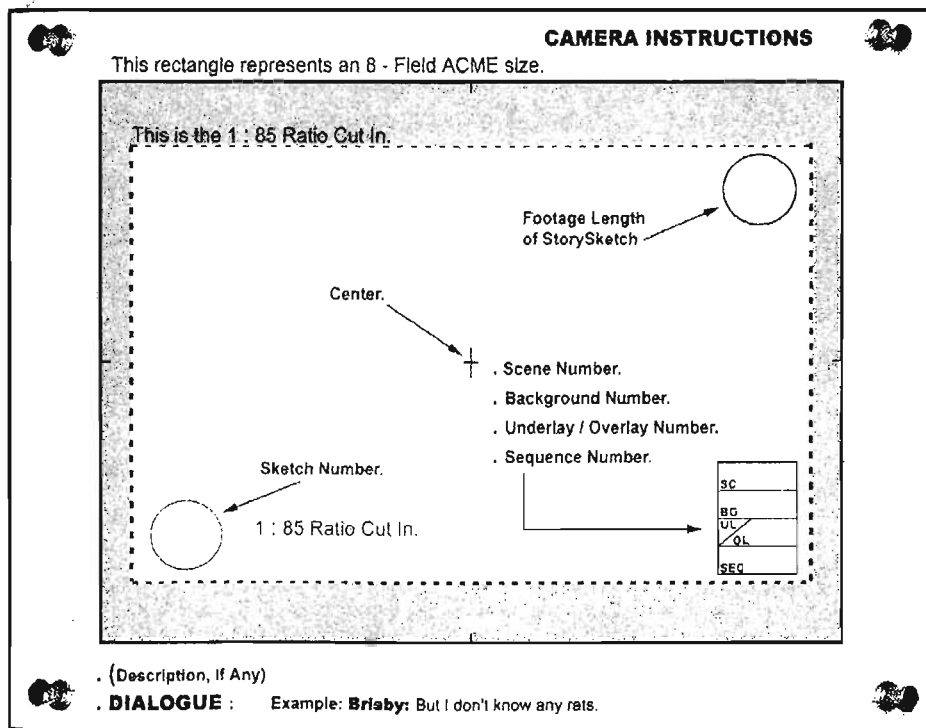 CAMERA INSTRUCTIONS
This rectangle represents an 8 - Field ACME size.
This is the 1 : 85 Ratio Cut In.
Footage Length
of StorySketch
Center.
. Scene Number.
. Background Number.
. Underlay / Overlay Number.
. Sequence Number.
Sketch Number.
1 : 85 Ratio Cut In.
SC
BG
UL
OL
SEQ
. (Description, If Any)
. DIALOGUE : Example: Brisby: But I don't know any rats.